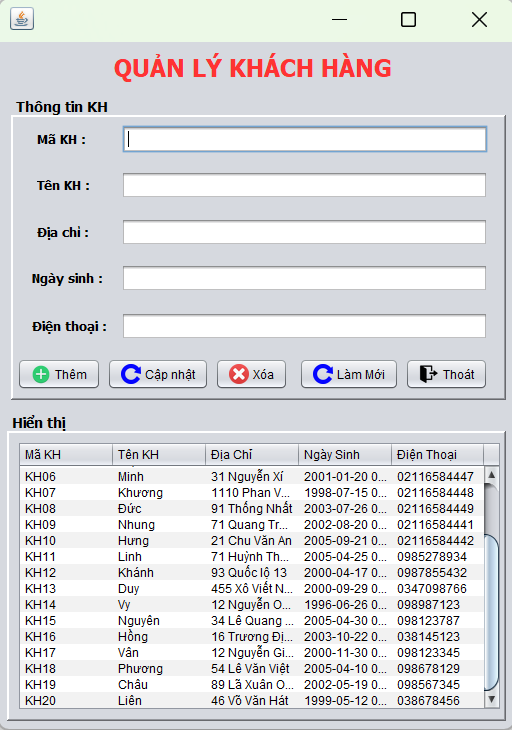 QUẢN LÝ KHÁCH HÀNG
Thông tin KH
Mã KH :
Tên KH :
Địa chỉ :
Ngày sinh :
Điện thoại :
Thêm Cập nhật Xóa Làm Mới Thoát
Hiển thị
Mã KH Tên KH Địa Chỉ Ngày Sinh Điện Thoại
KH06 Minh 31 Nguyễn Xí 2001-01-20 0... 02116584447
KH07 Khương 1110 Phan V... 1998-07-15 0... 02116584448
KH08 Đức 91 Thống Nhất 2003-07-26 0... 02116584449
KH09 Nhung 71 Quang Tr... 2002-08-20 0... 02116584441
KH10 Hưng 21 Chu Văn An 2005-09-21 0... 02116584442
KH11 Linh 71 Huỳnh Th... 2005-04-25 0... 0985278934
KH12 Khánh 93 Quốc lộ 13 2000-04-17 0... 0987855432
KH13 Duy 455 Xô Viết N... 2000-09-29 0... 0347098766
KH14 Vy 12 Nguyễn O... 1996-06-26 0... 098987123
KH15 Nguyên 34 Lê Quang ... 2005-04-30 0... 098123787
KH16 Hồng 16 Trương Đị... 2003-10-22 0... 038145123
KH17 Vân 12 Nguyễn Gi... 2000-11-30 0... 098123345
KH18 Phương 54 Lê Văn Việt 2005-04-10 0... 098678129
KH19 Châu 89 Lã Xuân O... 2002-05-19 0... 098567345
KH20 Liên 46 Võ Văn Hát 1999-05-12 0... 038678456